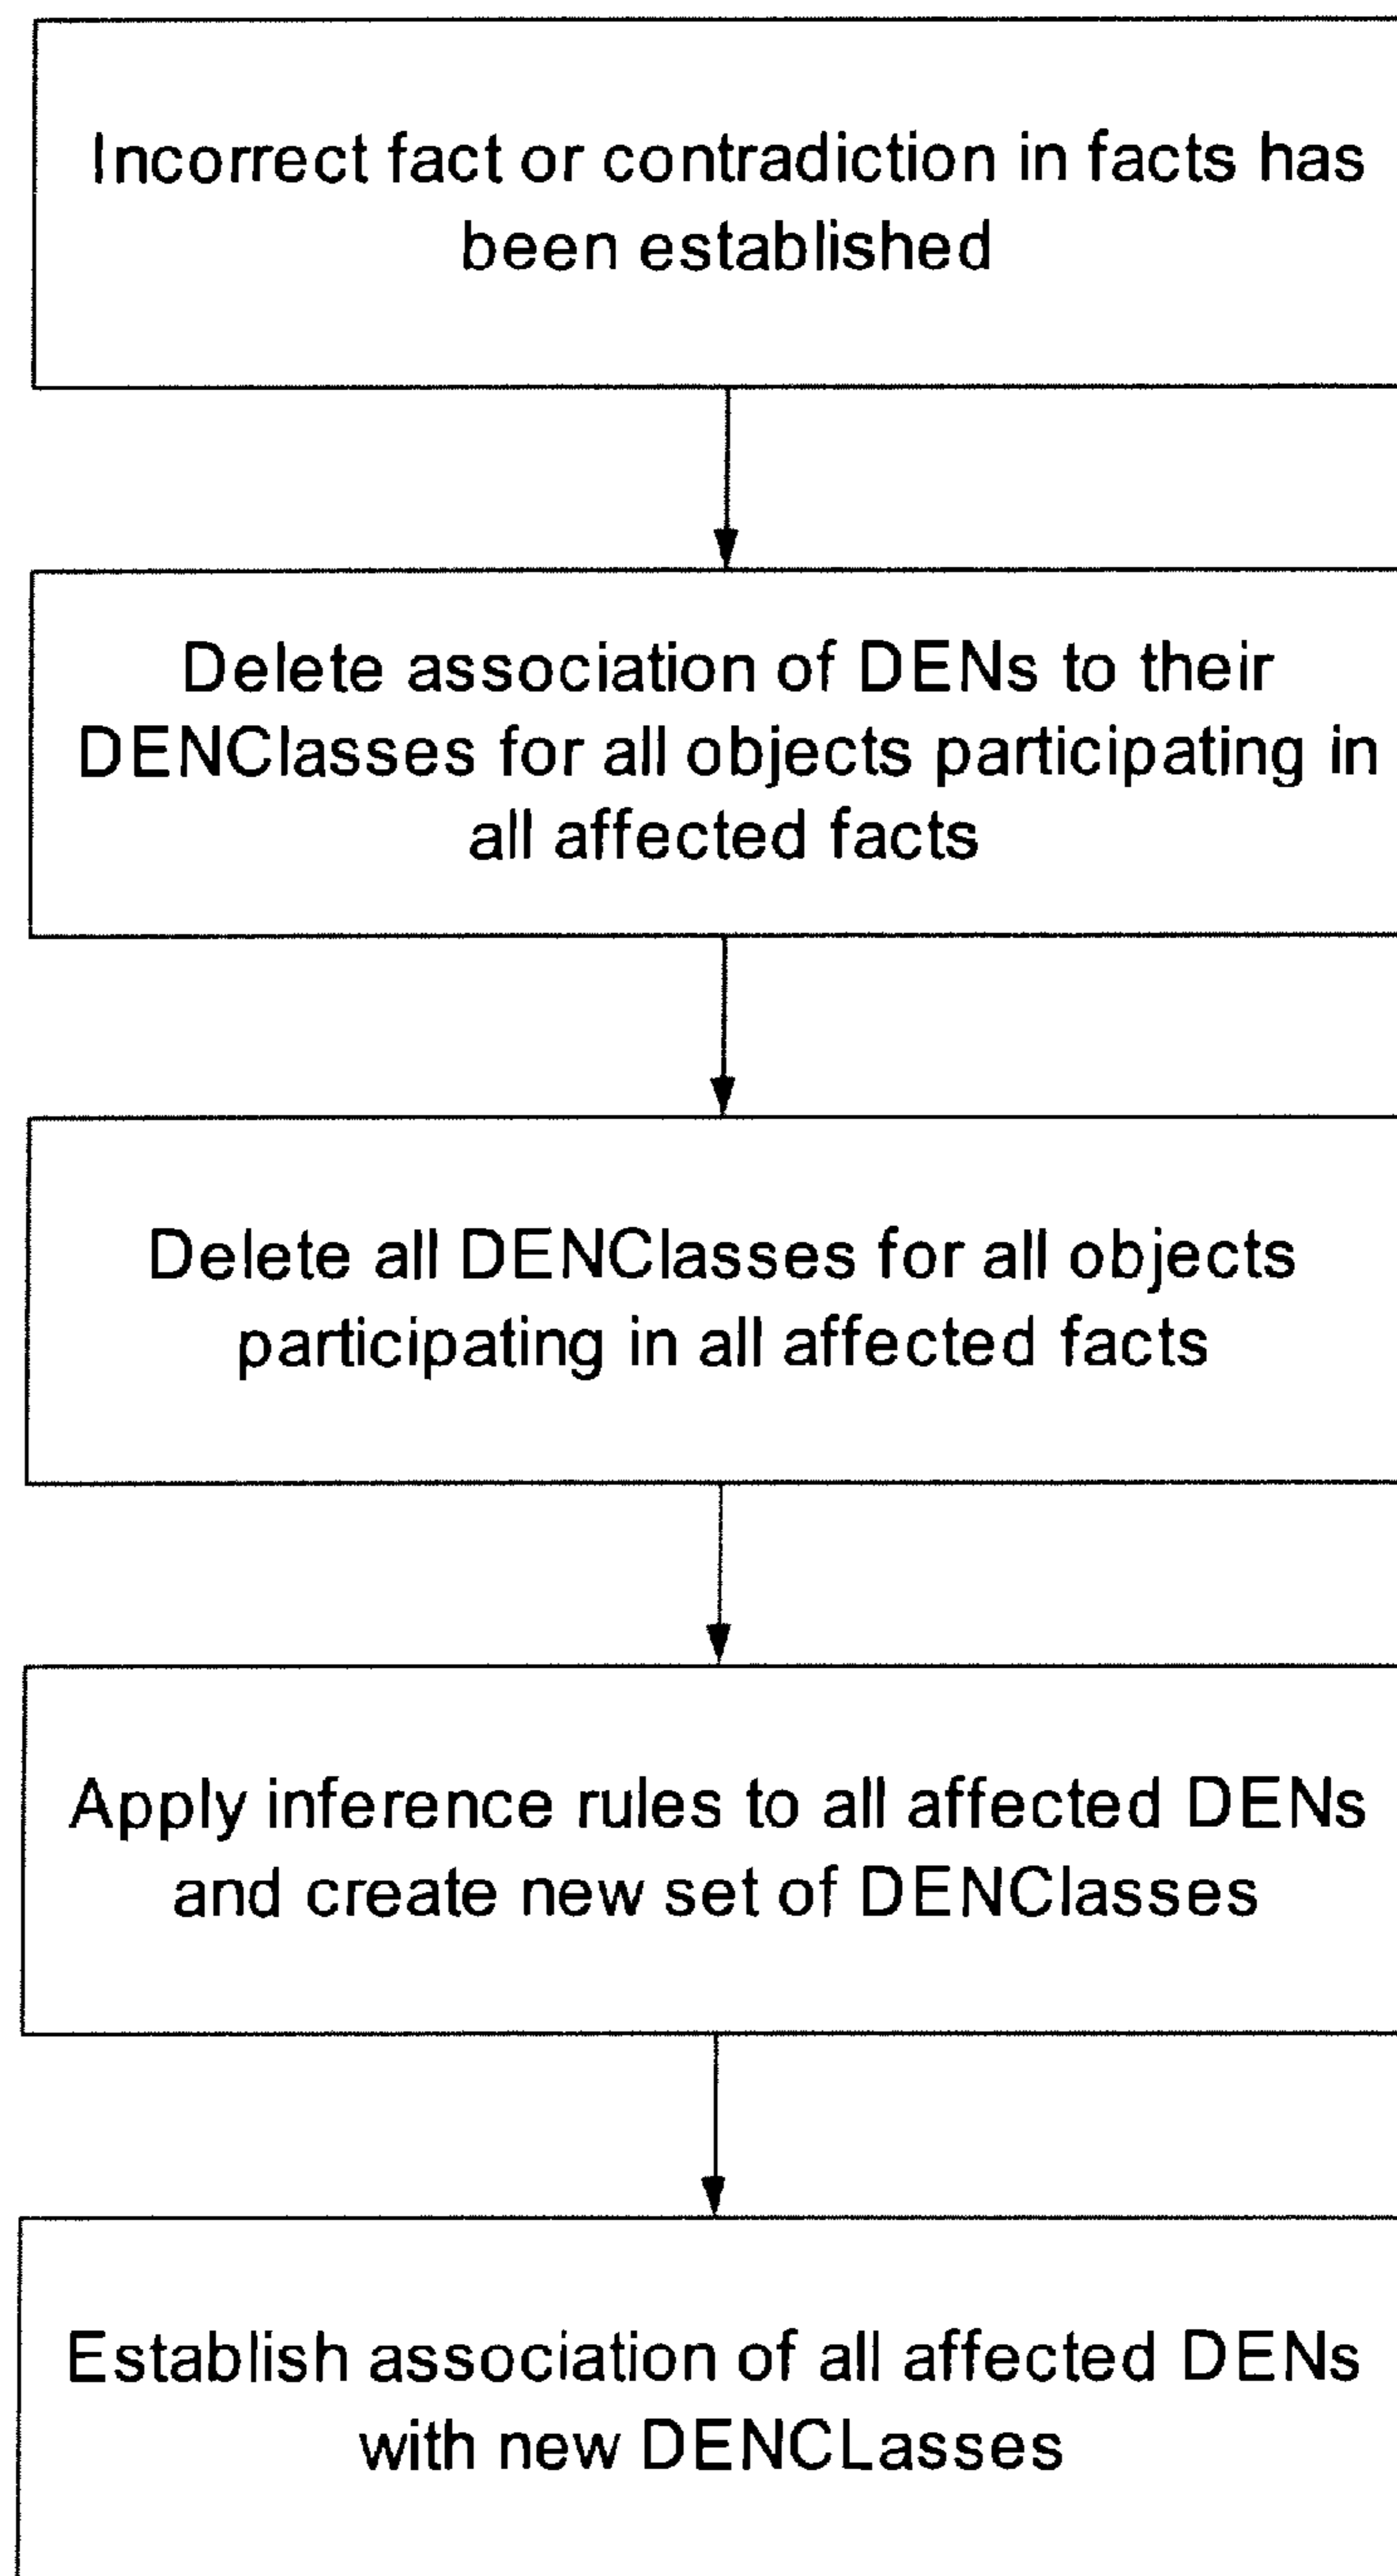 Incorrect fact or contradiction in facts has
been established
Delete association of DENs to their
DENClasses for all objects participating in
all affected facts
Delete all DENClasses for all objects
participating in all affected facts
Apply inference rules to all affected DENs
and create new set of DENClasses
Establish association of all affected DENs
with new DENCLasses